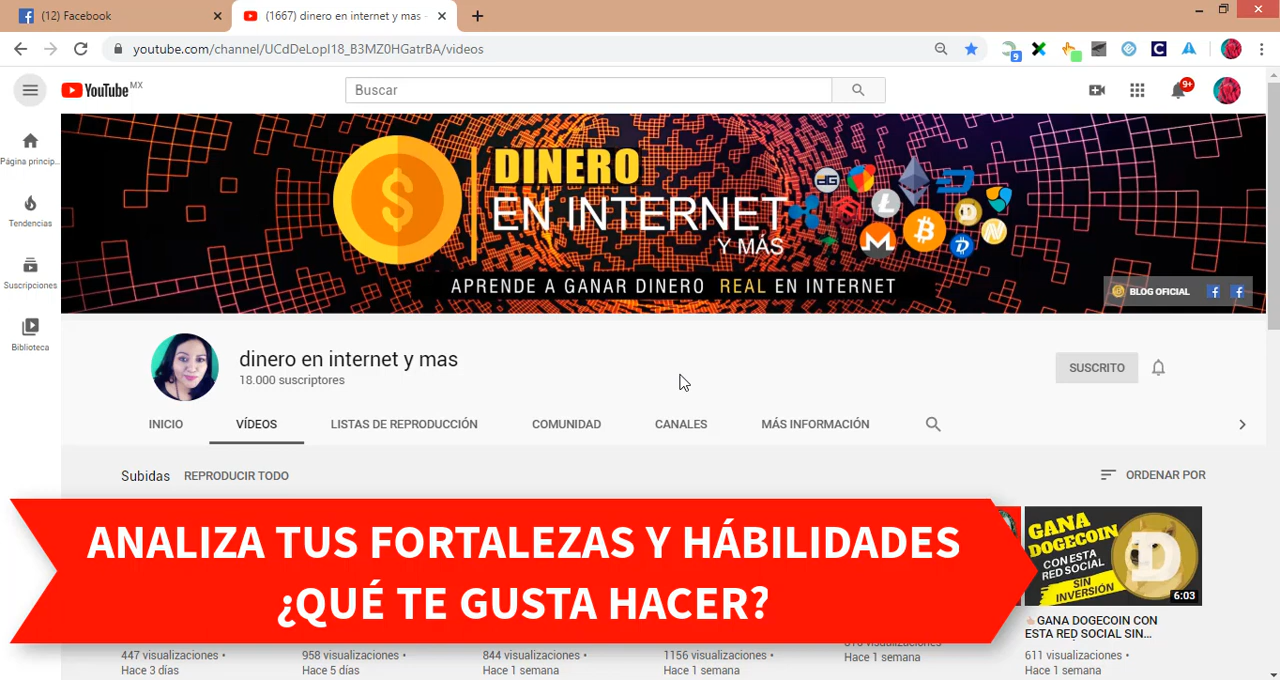 (12) Facebook
(1667) dinero en internet y mas -
youtube.com/channel/UCdDeLopI18_B3MZ0HGatrBA/videos
9
YouTube MX
Buscar
9+
Página princip...
Tendencias
Suscripciones
Biblioteca
DINERO
EN INTERNET
Y MÁS
APRENDE A GANAR DINERO REAL EN INTERNET
BLOG OFICIAL
dinero en internet y mas
18.000 suscriptores
SUSCRITO
INICIO
VÍDEOS
LISTAS DE REPRODUCCIÓN
COMUNIDAD
CANALES
MÁS INFORMACIÓN
Subidas
REPRODUCIR TODO
ORDENAR POR
ANALIZA TUS FORTALEZAS Y HÁBILIDADES
¿QUÉ TE GUSTA HACER?
GANA
DOGECOIN
CON ESTA
RED SOCIAL
SIN
INVERSIÓN
6:03
GANA DOGECOIN CON
ESTA RED SOCIAL SIN...
447 visualizaciones •
Hace 3 días
958 visualizaciones •
Hace 5 días
844 visualizaciones •
Hace 1 semana
1156 visualizaciones •
Hace 1 semana
visualizaciones •
Hace 1 semana
611 visualizaciones •
Hace 1 semana